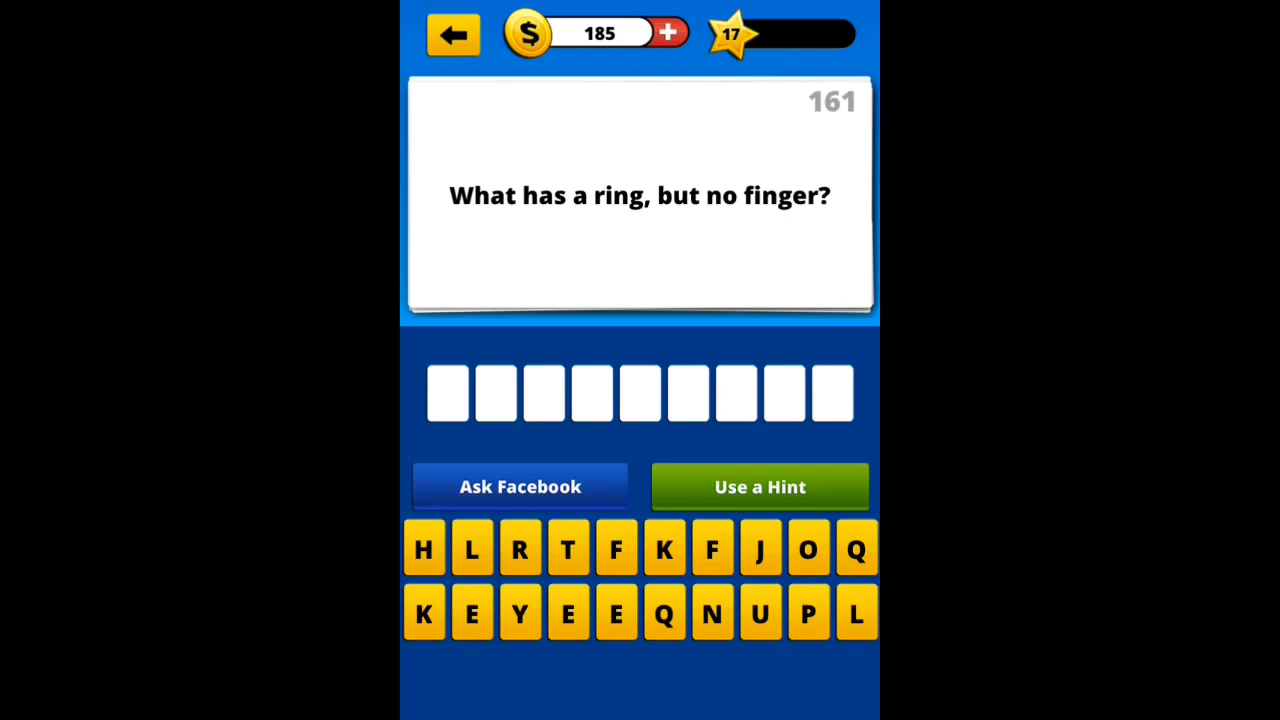 $ 185 + 17
161
What has a ring, but no finger?
Ask Facebook Use a Hint
H L R T F K F J O Q
K E Y E E Q N U P L